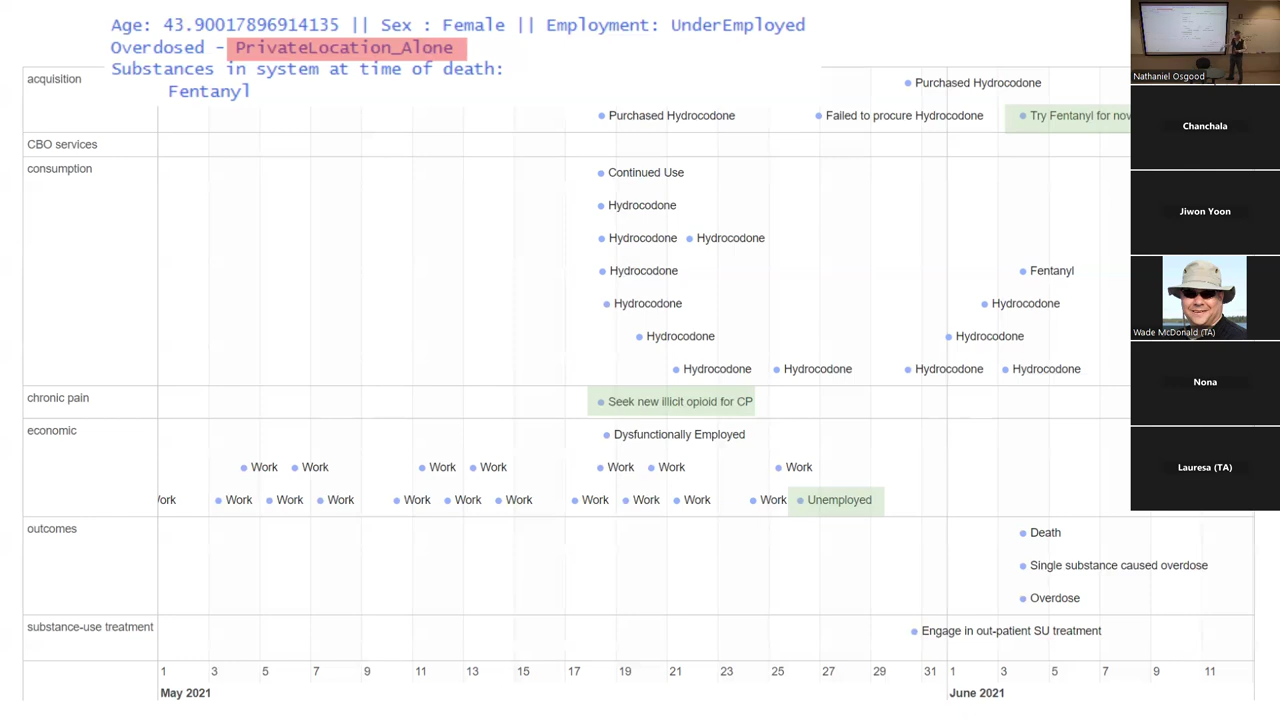 Age: 43.90017896914135 || Sex : Female || Employment: UnderEmployed
Overdosed - PrivateLocation_Alone
Substances in system at time of death:
Fentanyl
acquisition
Purchased Hydrocodone
Purchased Hydrocodone
Failed to procure Hydrocodone
Try Fentanyl for nov
CBO services
consumption
Continued Use
Hydrocodone
Hydrocodone Hydrocodone
Hydrocodone Fentanyl
Hydrocodone Hydrocodone
Hydrocodone Hydrocodone
Hydrocodone Hydrocodone Hydrocodone Hydrocodone
chronic pain
Seek new illicit opioid for CP
economic
Dysfunctionally Employed
Work Work Work Work Work Work Work
/ork Work Work Work Work Work Work Work Work Work Work Unemployed
outcomes
Death
Single substance caused overdose
Overdose
substance-use treatment
Engage in out-patient SU treatment
1 3 5 7 9 11 13 15 17 19 21 23 25 27 29 31 1 3 5 7 9 11
May 2021 June 2021
Nathaniel Osgood
Chanchala
Jiwon Yoon
Wade McDonald (TA)
Nona
Lauresa (TA)